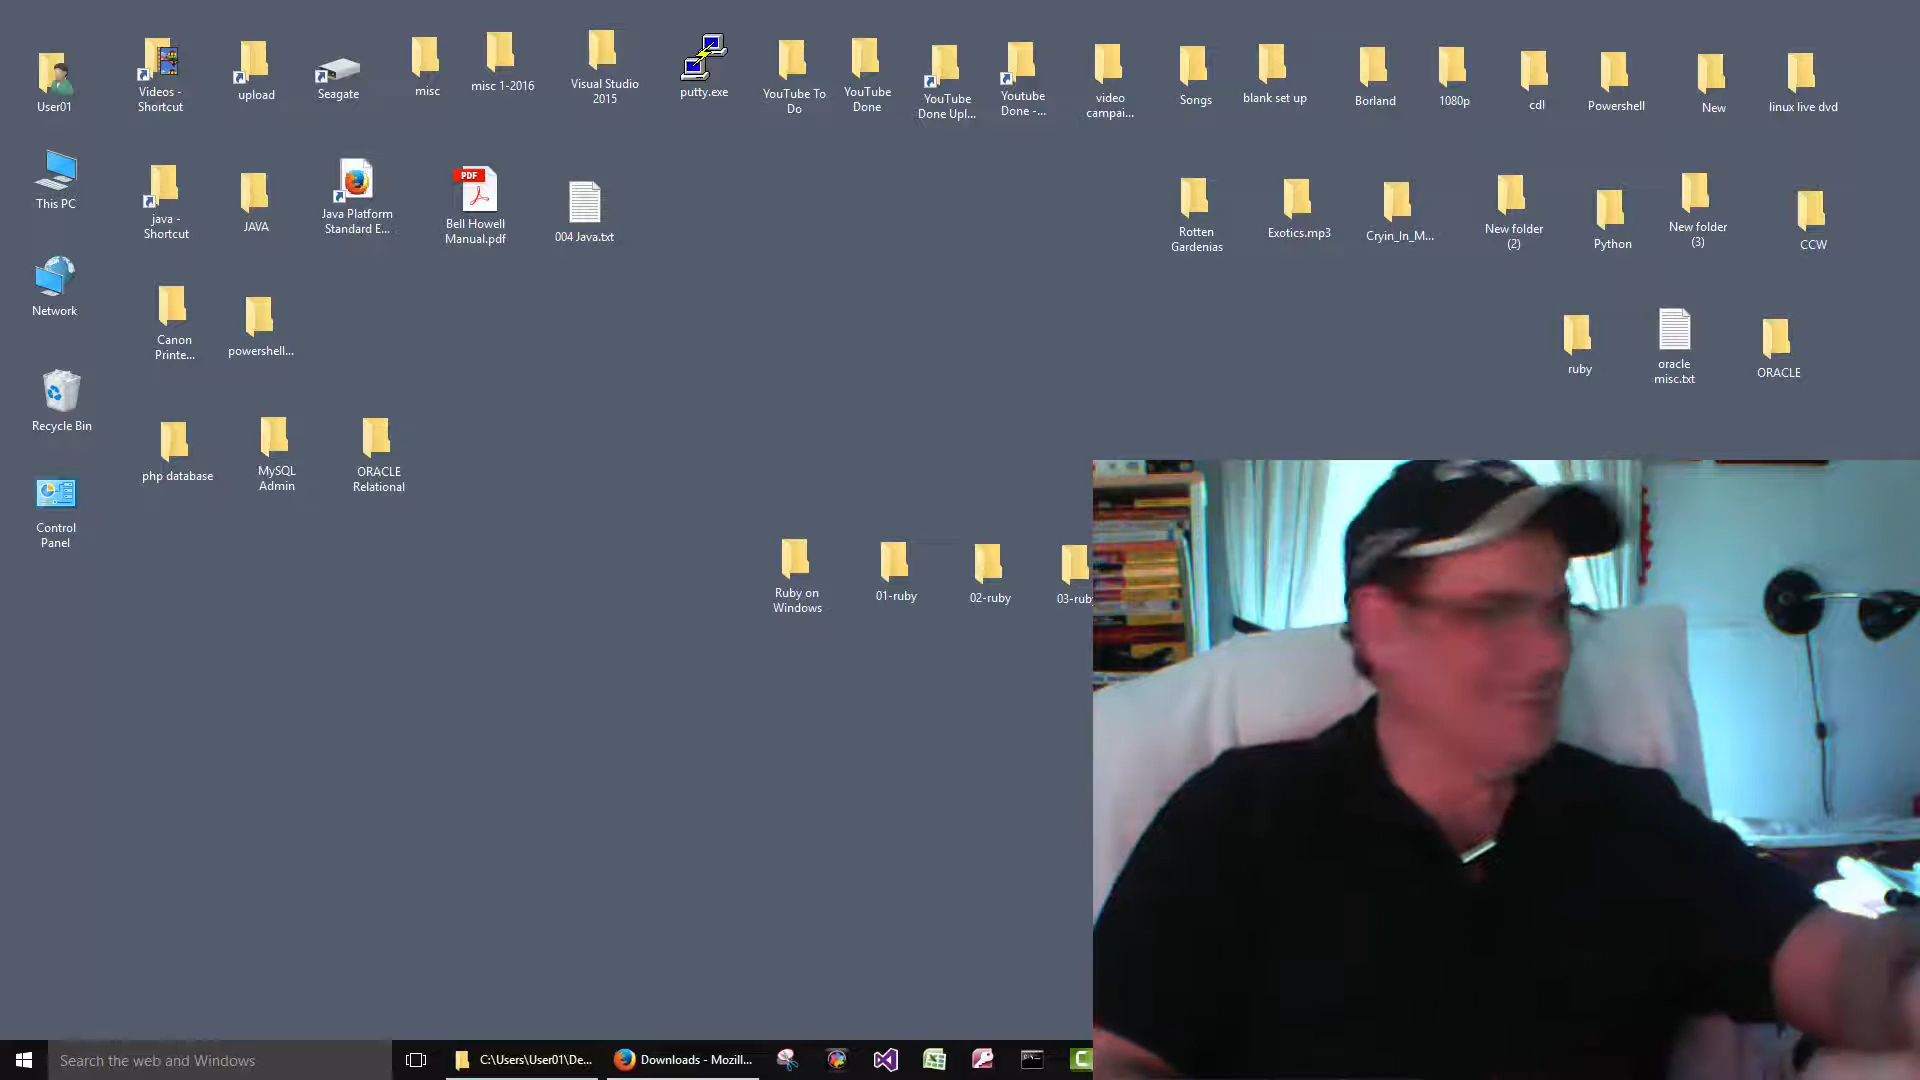 User01
Videos -
Shortcut
upload
Seagate
misc
misc 1-2016
Visual Studio
2015
putty.exe
YouTube To
Do
YouTube
Done
YouTube
Done Upl...
Youtube
Done -...
video
campai...
Songs
blank set up
Borland
1080p
cdl
Powershell
New
linux live dvd
This PC
java -
Shortcut
JAVA
Java Platform
Standard E...
PDF
Bell Howell
Manual.pdf
004 Java.txt
Rotten
Gardenias
Exotics.mp3
Cryin_In_M...
New folder
(2)
Python
New folder
(3)
CCW
Network
Canon
Printe...
powershell...
ruby
oracle
misc.txt
ORACLE
Recycle Bin
php database
MySQL
Admin
ORACLE
Relational
Control
Panel
Ruby on
Windows
01-ruby
02-ruby
03-ruby
Search the web and Windows
C:\Users\User01\De...
Downloads - Mozill...